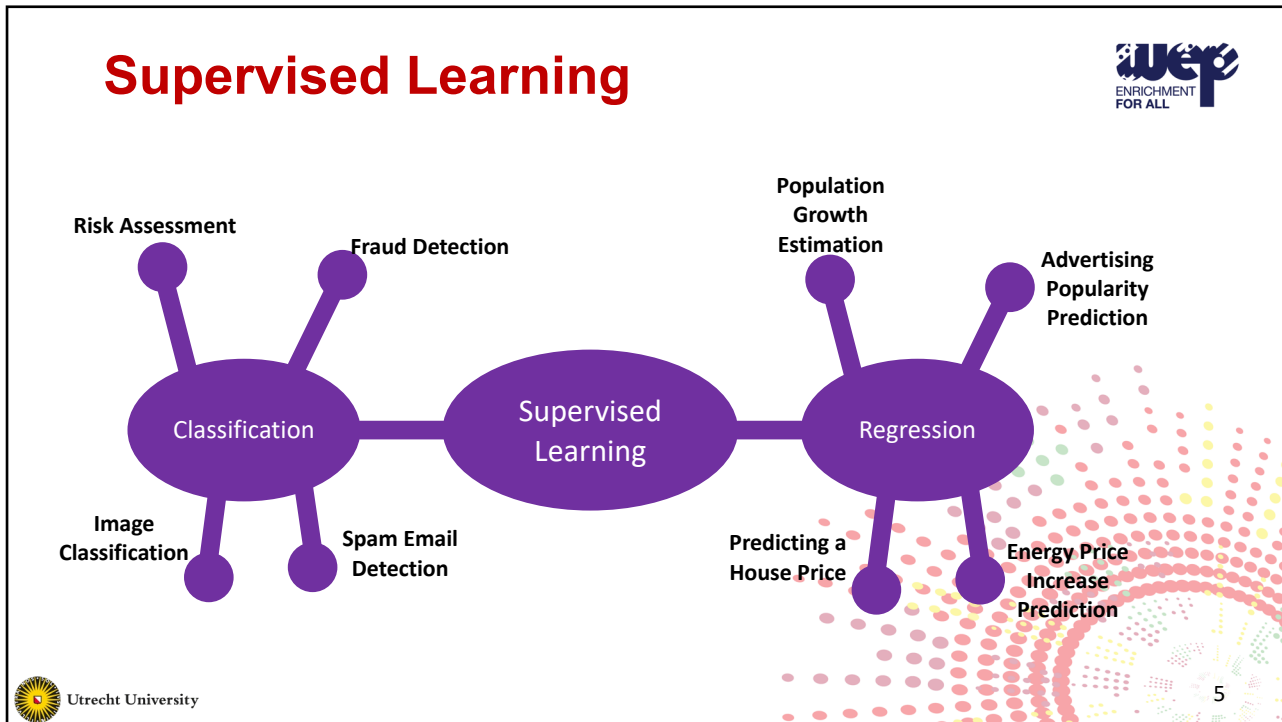 Supervised Learning
wep
ENRICHMENT
FOR ALL
Risk Assessment
Fraud Detection
Population
Growth
Estimation
Advertising
Popularity
Prediction
Classification
Supervised
Learning
Regression
Image
Classification
Spam Email
Detection
Predicting a
House Price
Energy Price
Increase
Prediction
Utrecht University
5